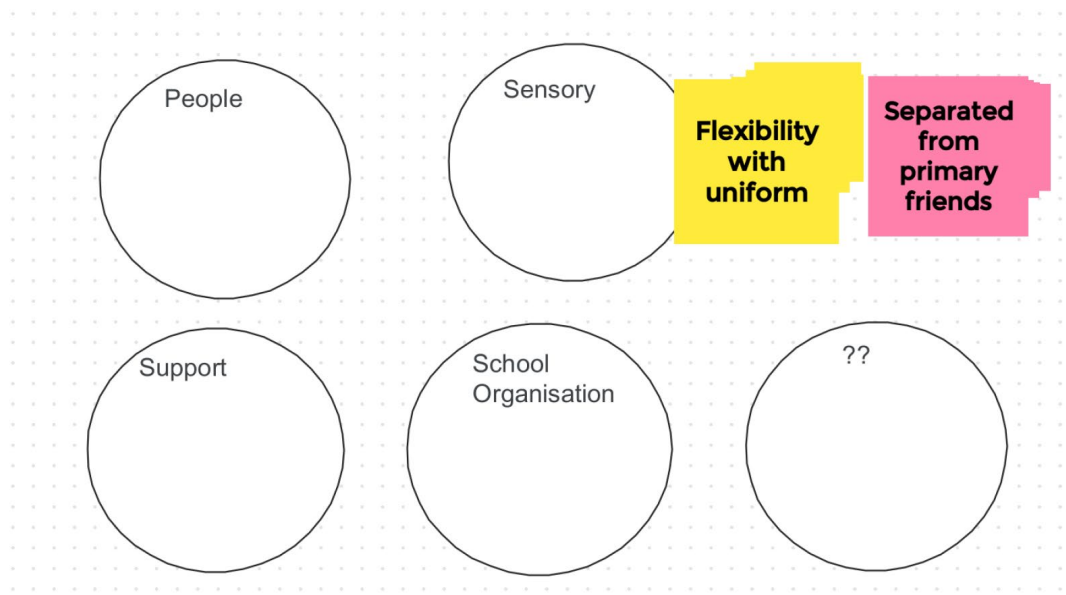 People
Sensory
Flexibility
with
uniform
Separated
from
primary
friends
Support
School
Organisation
??